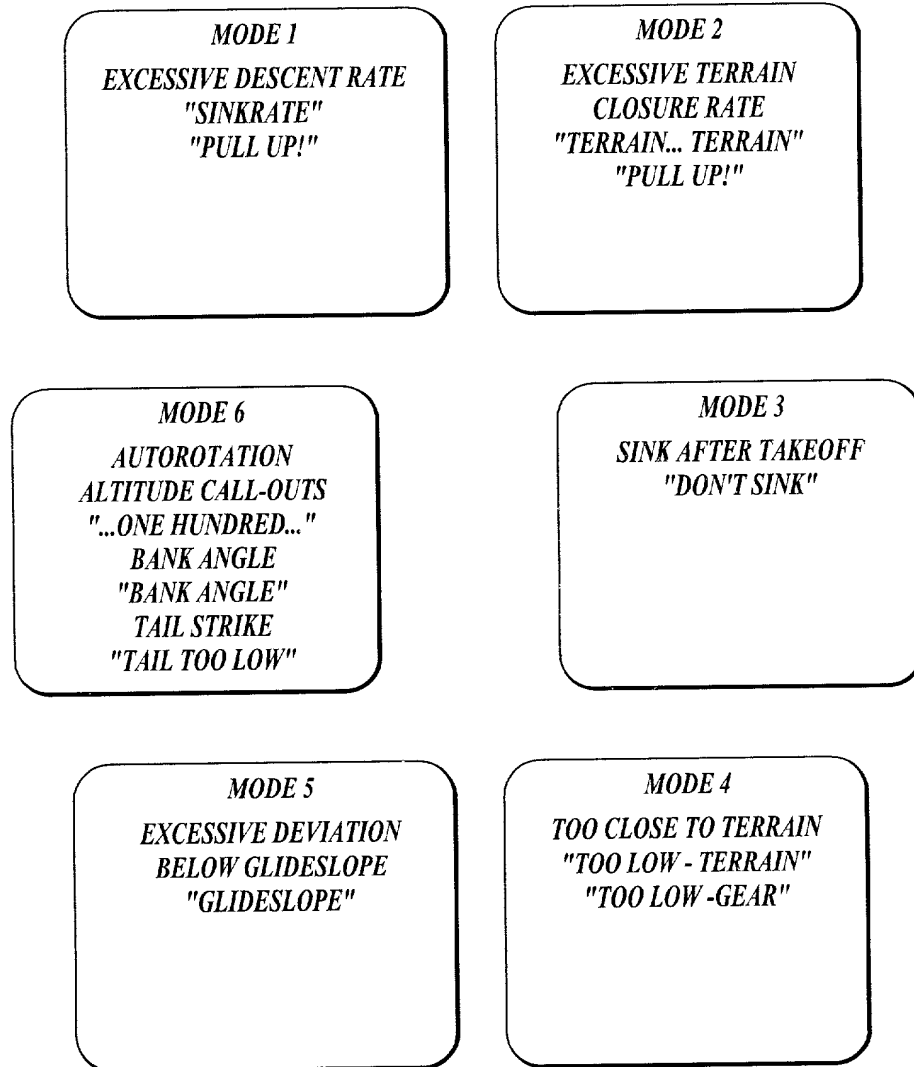 MODE 1
EXCESSIVE DESCENT RATE
"SINKRATE"
"PULL UP!"
MODE 2
EXCESSIVE TERRAIN
CLOSURE RATE
"TERRAIN... TERRAIN"
"PULL UP!"
MODE 6
AUTOROTATION
ALTITUDE CALL-OUTS
"...ONE HUNDRED..."
BANK ANGLE
"BANK ANGLE"
TAIL STRIKE
"TAIL TOO LOW"
MODE 3
SINK AFTER TAKEOFF
"DON'T SINK"
MODE 5
EXCESSIVE DEVIATION
BELOW GLIDESLOPE
"GLIDESLOPE"
MODE 4
TOO CLOSE TO TERRAIN
"TOO LOW - TERRAIN"
"TOO LOW -GEAR"